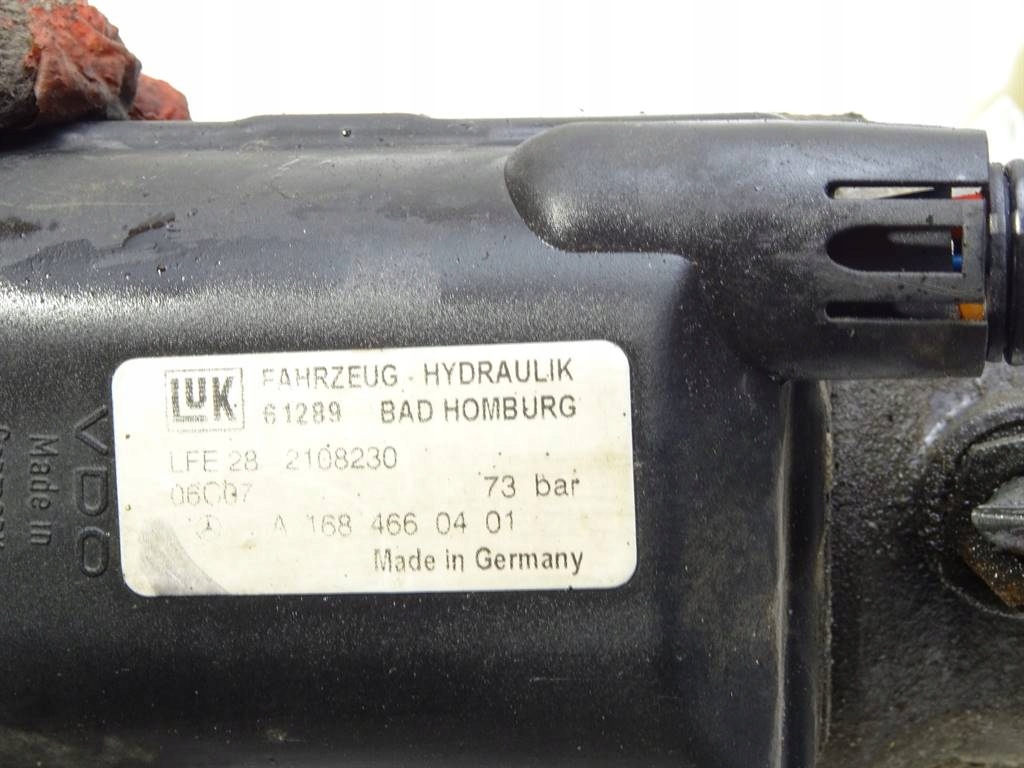 LUK FAHRZEUG - HYDRAULIK
61289 BAD HOMBURG
LFE 28 2108230
73 bar
A 168 466 04 01
Made in Germany
VDO
Made in